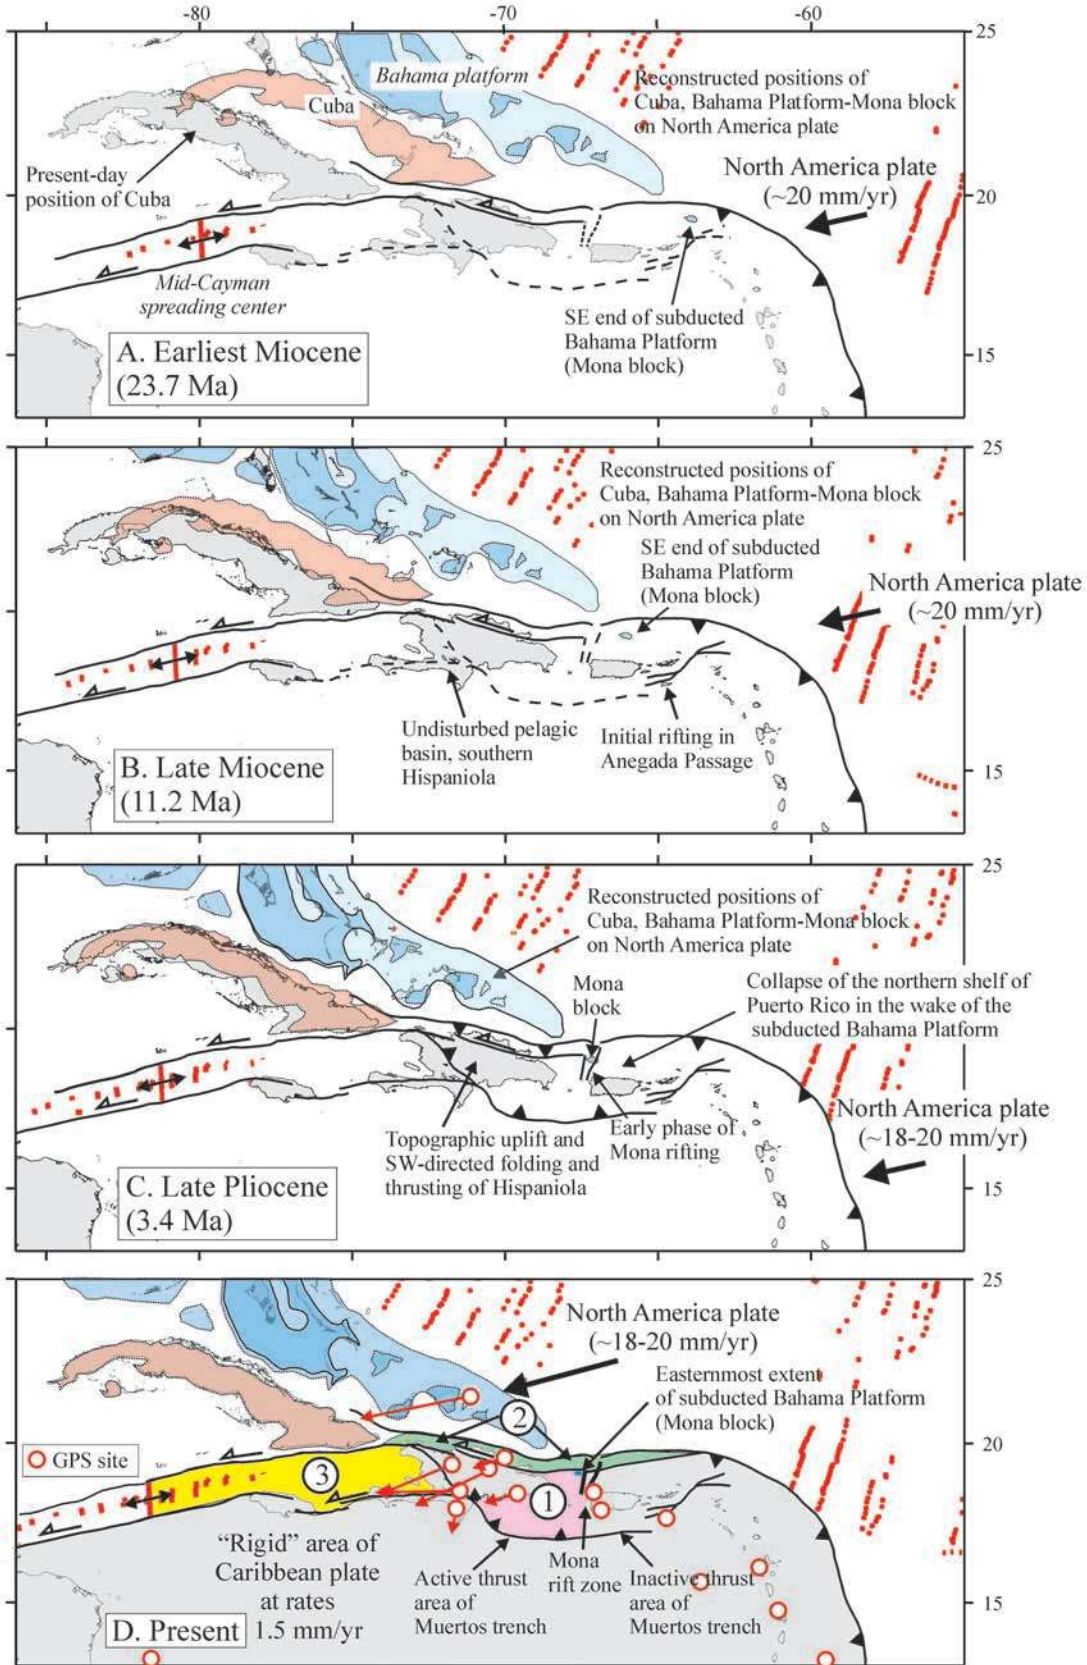 -80
-70
-60
25
Bahama platform
Reconstructed positions of
Cuba, Bahama Platform-Mona block
on North America plate
Cuba
Present-day
position of Cuba
North America plate
(~20 mm/yr)
20
Mid-Cayman
spreading center
SE end of subducted
Bahama Platform
(Mona block)
A. Earliest Miocene
(23.7 Ma)
15
25
Reconstructed positions of
Cuba, Bahama Platform-Mona block
on North America plate
SE end of subducted
Bahama Platform
(Mona block)
North America plate
(~20 mm/yr)
Undisturbed pelagic
basin, southern
Hispaniola
Initial rifting in
Anegada Passage
B. Late Miocene
(11.2 Ma)
15
25
Reconstructed positions of
Cuba, Bahama Platform-Mona block
on North America plate
Mona
block
Collapse of the northern shelf of
Puerto Rico in the wake of the
subducted Bahama Platform
North America plate
(~18-20 mm/yr)
Topographic uplift and
SW-directed folding and
thrusting of Hispaniola
Early phase of
Mona rifting
C. Late Pliocene
(3.4 Ma)
15
25
North America plate
(~18-20 mm/yr)
Easternmost extent
of subducted Bahama Platform
(Mona block)
2
20
GPS site
3
1
"Rigid" area of
Caribbean plate
at rates
1.5 mm/yr
Active thrust
area of
Muertos trench
Mona
rift zone
Inactive thrust
area of
Muertos trench
15
D. Present